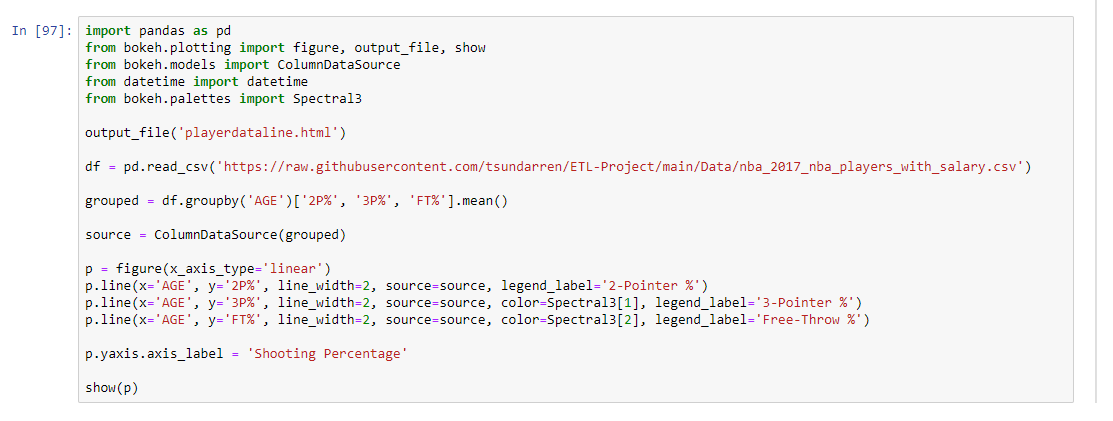 In [97]: import pandas as pd
from bokeh.plotting import figure, output_file, show
from bokeh.models import ColumnDataSource
from datetime import datetime
from bokeh.palettes import Spectral3
output_file('playerdataline.html')
df = pd.read_csv('https://raw.githubusercontent.com/tsundarren/ETL-Project/main/Data/nba_2017_nba_players_with_salary.csv')
grouped = df.groupby('AGE')['2P%', '3P%', 'FT%'].mean()
source = ColumnDataSource(grouped)
p = figure(x_axis_type='linear')
p.line(x='AGE', y='2P%', line_width=2, source=source, legend_label='2-Pointer %')
p.line(x='AGE', y='3P%', line_width=2, source=source, color=Spectral3[1], legend_label='3-Pointer %')
p.line(x='AGE', y='FT%', line_width=2, source=source, color=Spectral3[2], legend_label='Free-Throw %')
p.yaxis.axis_label = 'Shooting Percentage'
show(p)